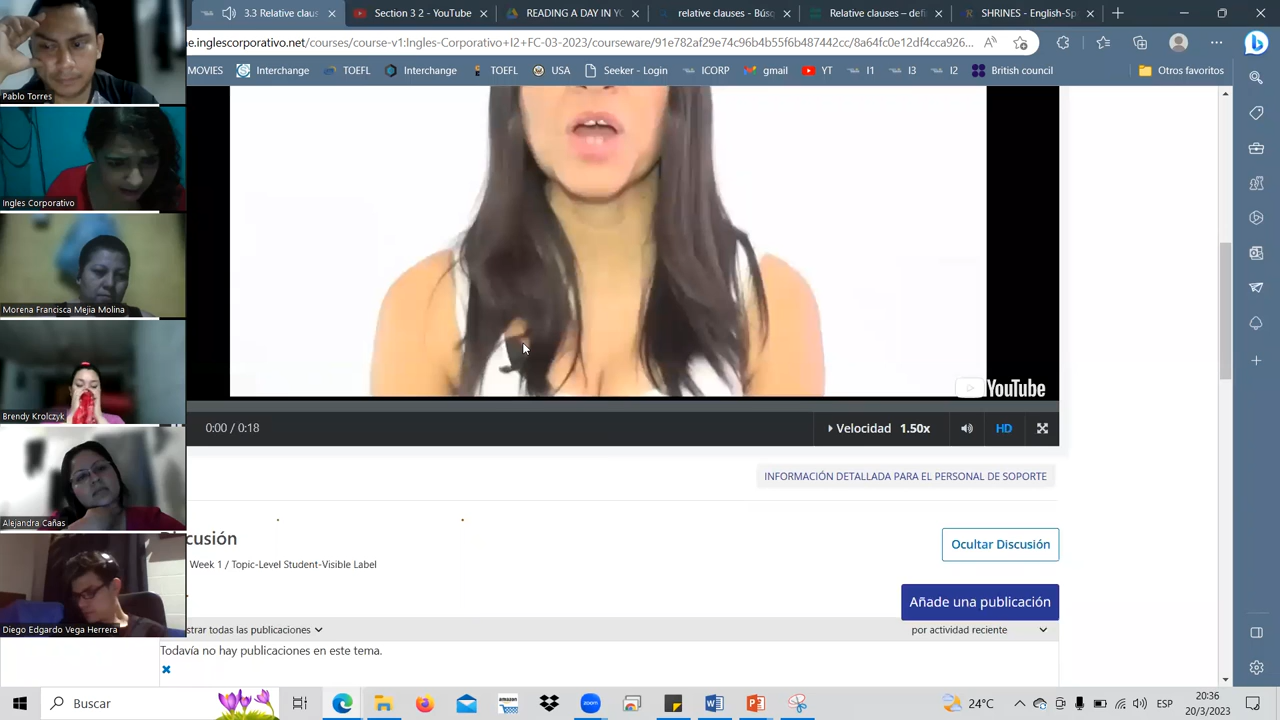 3.3 Relative clau
Section 3 2 - YouTube
READING A DAY IN YO
relative clauses - Búsq
Relative clauses – defi
SHRINES - English-Sp
e.inglescorporativo.net/courses/course-v1:Ingles-Corporativo+I2+FC-03-2023/courseware/91e782af29e74c96b4b55f6b487442cc/8a64fc0e12df4cca926...
MOVIES
Interchange
TOEFL
Interchange
TOEFL
USA
Seeker - Login
ICORP
gmail
YT
I1
I3
I2
British council
Otros favoritos
Pablo Torres
Ingles Corporativo
Morena Francisca Mejia Molina
Brendy Krolczyk
Alejandra Cañas
Diego Edgardo Vega Herrera
YouTube
0:00 / 0:18
Velocidad 1.50x
HD
INFORMACIÓN DETALLADA PARA EL PERSONAL DE SOPORTE
scusión
Ocultar Discusión
Week 1 / Topic-Level Student-Visible Label
Añade una publicación
strar todas las publicaciones
por actividad reciente
Todavía no hay publicaciones en este tema.
Buscar
amazon
zoom
24°C
ESP
20:36
20/3/2023